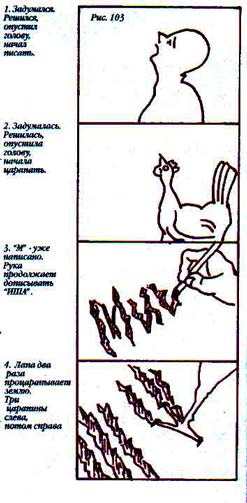 1. Задумался.
Решился,
опустил
голову,
начал
писать.
Рис. 103
2. Задумалась.
Решилась,
опустила
голову,
начала
царапать.
3. "М" - уже
написано.
Рука
продолжает
дописывать
"ИША".
4. Лапа два
раза
процарапывает
землю.
Три
царапины
слева,
потом справа